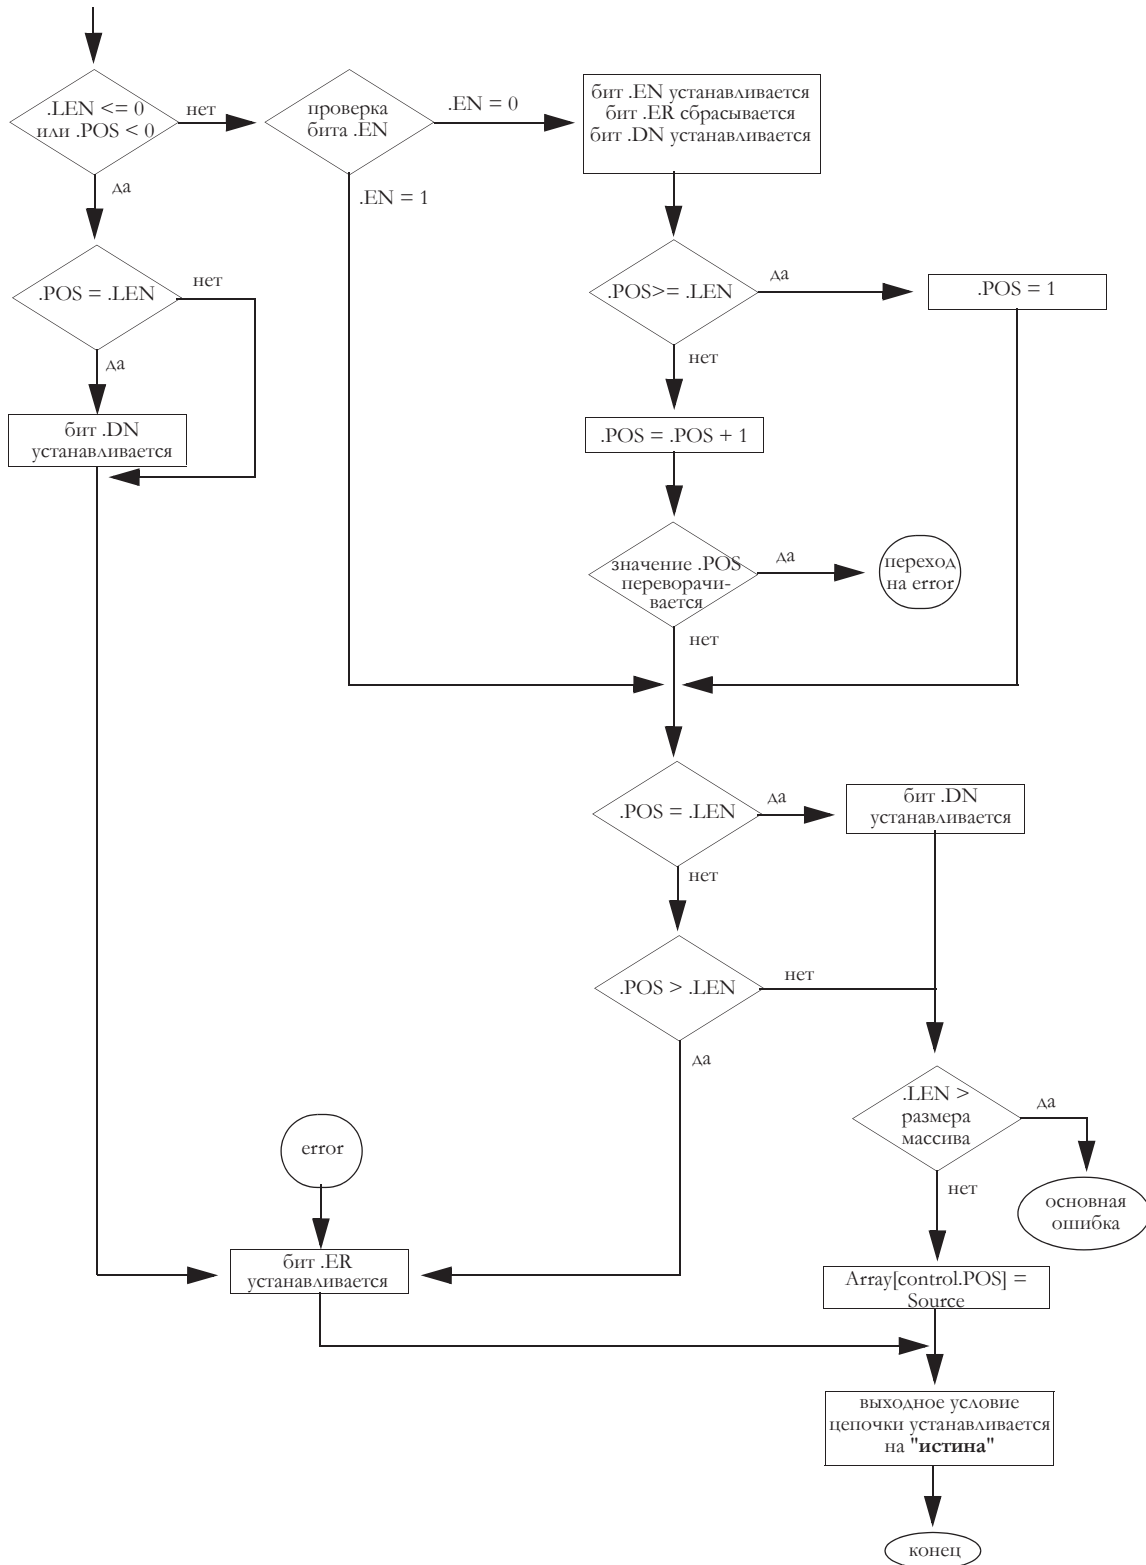 .LEN <= 0
или .POS < 0
нет
да
проверка
бита .EN
.EN = 0
.EN = 1
бит .EN устанавливается
бит .ER сбрасывается
бит .DN устанавливается
.POS = .LEN
нет
да
бит .DN
устанавливается
.POS>= .LEN
да
нет
.POS = 1
.POS = .POS + 1
значение .POS
переворачи-
вается
да
нет
переход
на error
.POS = .LEN
да
нет
бит .DN
устанавливается
.POS > .LEN
нет
да
.LEN >
размера
массива
да
нет
основная
ошибка
error
бит .ER
устанавливается
Array[control.POS] =
Source
выходное условие
цепочки устанавливается
на "истина"
конец